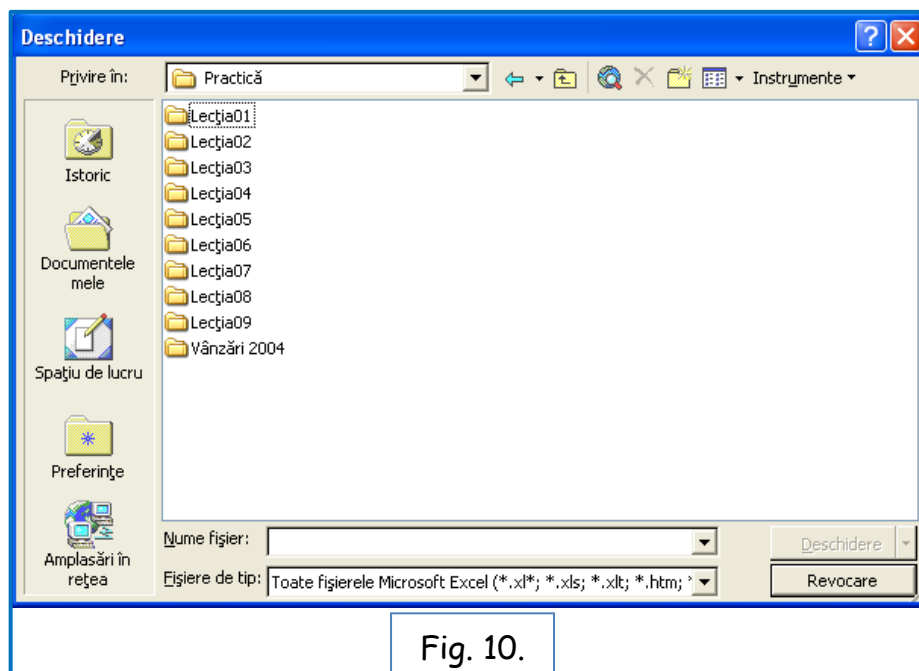 Deschidere
Privire în: Practică Instrumente
Lecţia01
Lecţia02
Lecţia03
Lecţia04
Lecţia05
Lecţia06
Lecţia07
Lecţia08
Lecţia09
Vânzări 2004
Istoric
Documentele
mele
Spaţiu de lucru
Preferinţe
Amplasări în
reţea
Nume fişier: Deschidere
Fişiere de tip: Toate fişierele Microsoft Excel (*.xl*; *.xls; *.xlt; *.htm; Revocare
Fig. 10.